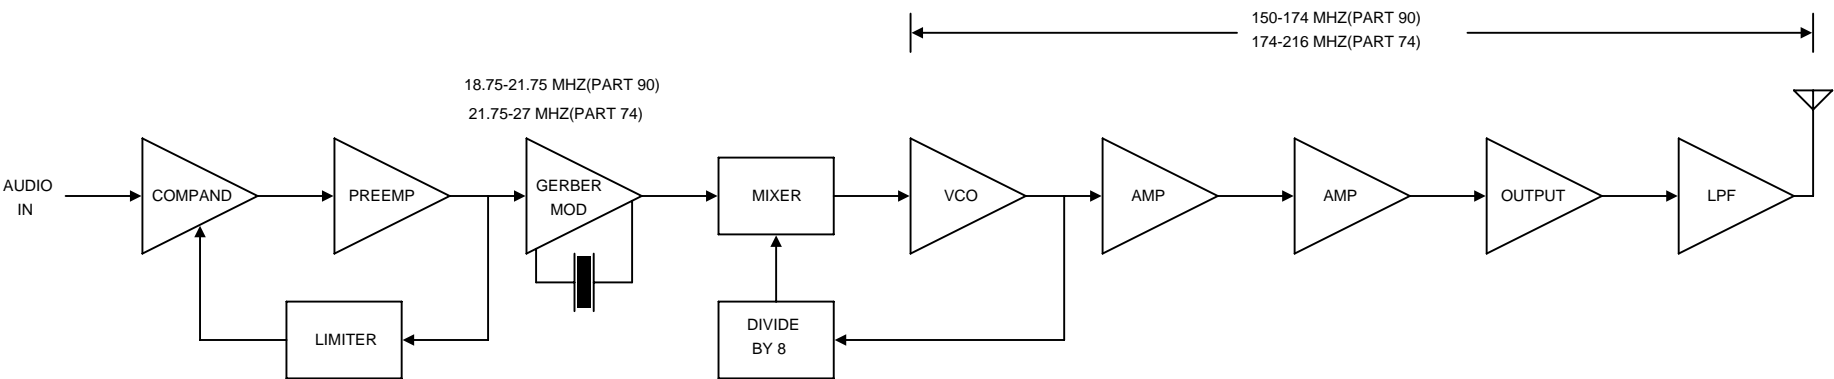 150-174 MHZ(PART 90)
174-216 MHZ(PART 74)
18.75-21.75 MHZ(PART 90)
21.75-27 MHZ(PART 74)
AUDIO
IN
COMPAND
PREEMP
GERBER
MOD
MIXER
VCO
AMP
AMP
OUTPUT
LPF
LIMITER
DIVIDE
BY 8